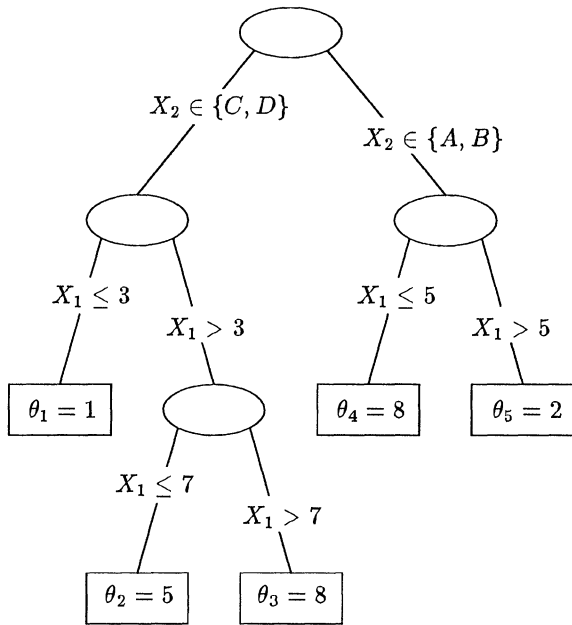 X₂ ∈ {C, D}
X₂ ∈ {A, B}
X₁ ≤ 3
X₁ > 3
X₁ ≤ 5
X₁ > 5
θ₁ = 1
θ₄ = 8
θ₅ = 2
X₁ ≤ 7
X₁ > 7
θ₂ = 5
θ₃ = 8